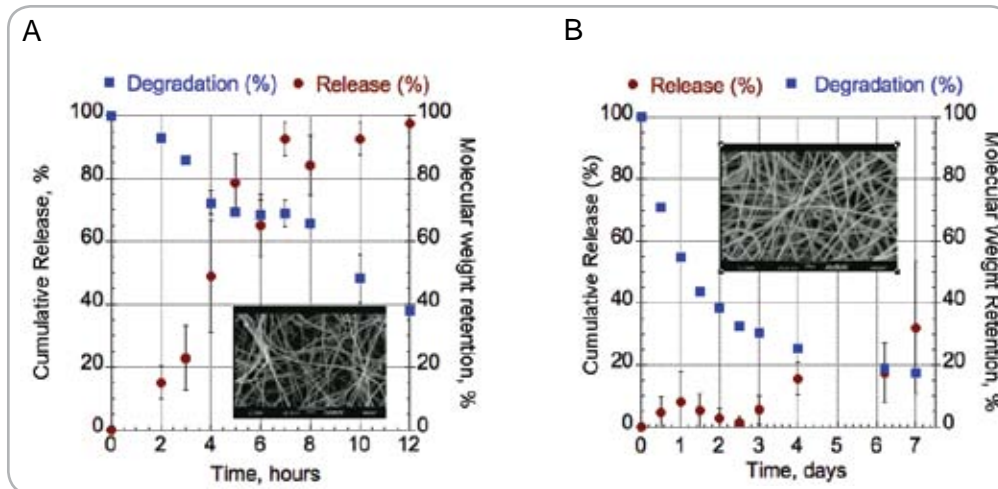 A
Degradation (%) Release (%)
100 100
80 80
60 60
40 40
20 20
0 0
0 2 4 6 8 10 12
Cumulative Release, %
Molecular weight retention, %
Time, hours
B
Release (%) Degradation (%)
100 100
80 80
60 60
40 40
20 20
0 0
0 1 2 3 4 5 6 7
Cumulative Release (%)
Molecular Weight Retention, %
Time, days